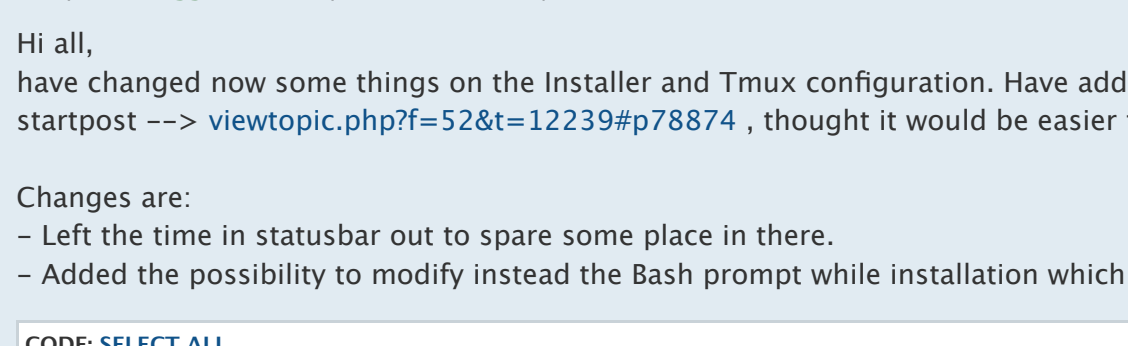 Hi all,
have changed now some things on the Installer and Tmux configuration. Have add
startpost --> viewtopic.php?f=52&t=12239#p78874 , thought it would be easier
Changes are:
- Left the time in statusbar out to spare some place in there.
- Added the possibility to modify instead the Bash prompt while installation which
CODE: SELECT ALL